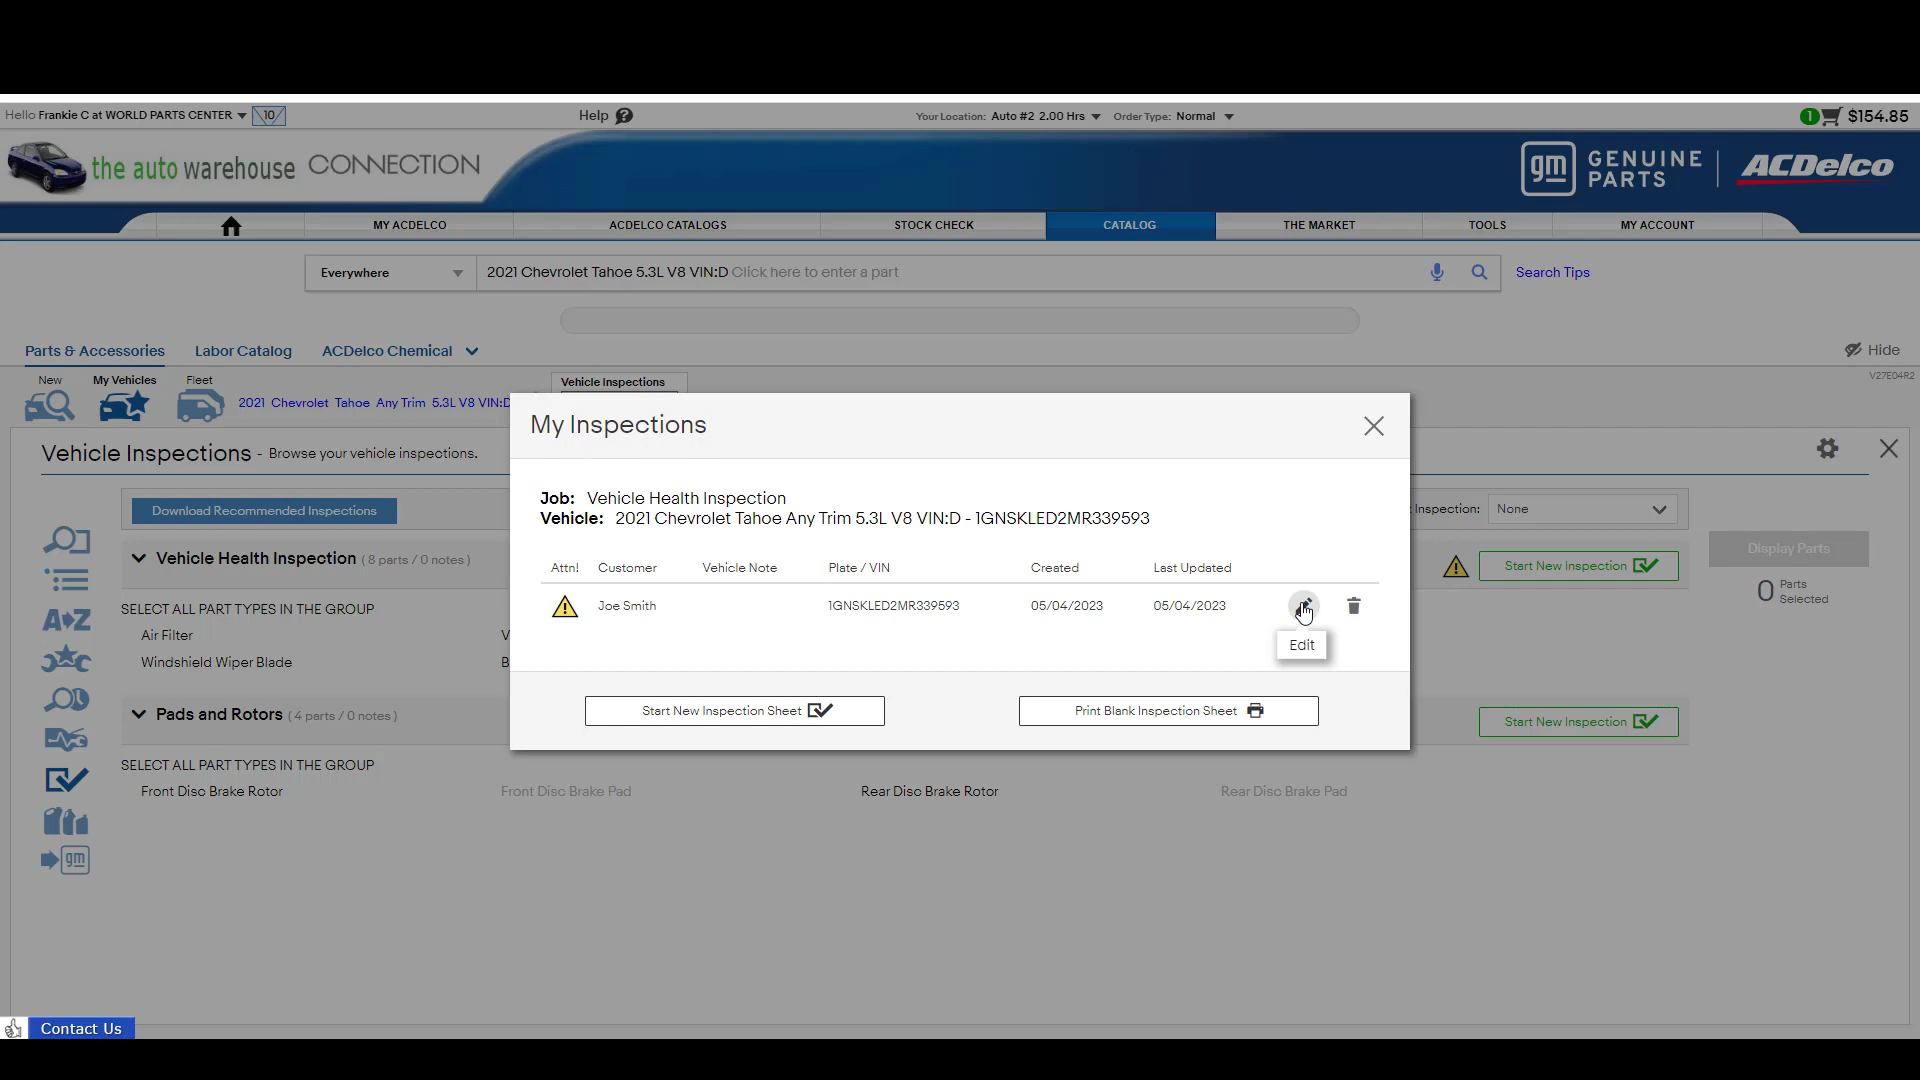 Hello Frankie C at WORLD PARTS CENTER
10
Help
Your Location: Auto #2 2.00 Hrs
Order Type: Normal
1
$154.85
the auto warehouse CONNECTION
gm
GENUINE
PARTS
ACDelco
MY ACDELCO
ACDELCO CATALOGS
STOCK CHECK
CATALOG
THE MARKET
TOOLS
MY ACCOUNT
Everywhere
2021 Chevrolet Tahoe 5.3L V8 VIN:D Click here to enter a part
Search Tips
Parts & Accessories
Labor Catalog
ACDelco Chemical
Hide
New
My Vehicles
Fleet
Vehicle Inspections
V27E04R2
2021 Chevrolet Tahoe Any Trim 5.3L V8 VIN:D
My Inspections
Vehicle Inspections - Browse your vehicle inspections.
Job: Vehicle Health Inspection
Vehicle: 2021 Chevrolet Tahoe Any Trim 5.3L V8 VIN:D - 1GNSKLED2MR339593
Download Recommended Inspections
Inspection: None
Display Parts
0 Parts
Selected
Vehicle Health Inspection (8 parts / 0 notes)
Start New Inspection
Attn! Customer Vehicle Note Plate / VIN Created Last Updated
Joe Smith 1GNSKLED2MR339593 05/04/2023 05/04/2023
Edit
SELECT ALL PART TYPES IN THE GROUP
Air Filter
V
Windshield Wiper Blade
B
Start New Inspection Sheet
Print Blank Inspection Sheet
Pads and Rotors (4 parts / 0 notes)
Start New Inspection
SELECT ALL PART TYPES IN THE GROUP
Front Disc Brake Rotor
Front Disc Brake Pad
Rear Disc Brake Rotor
Rear Disc Brake Pad
A Z
gm
Contact Us